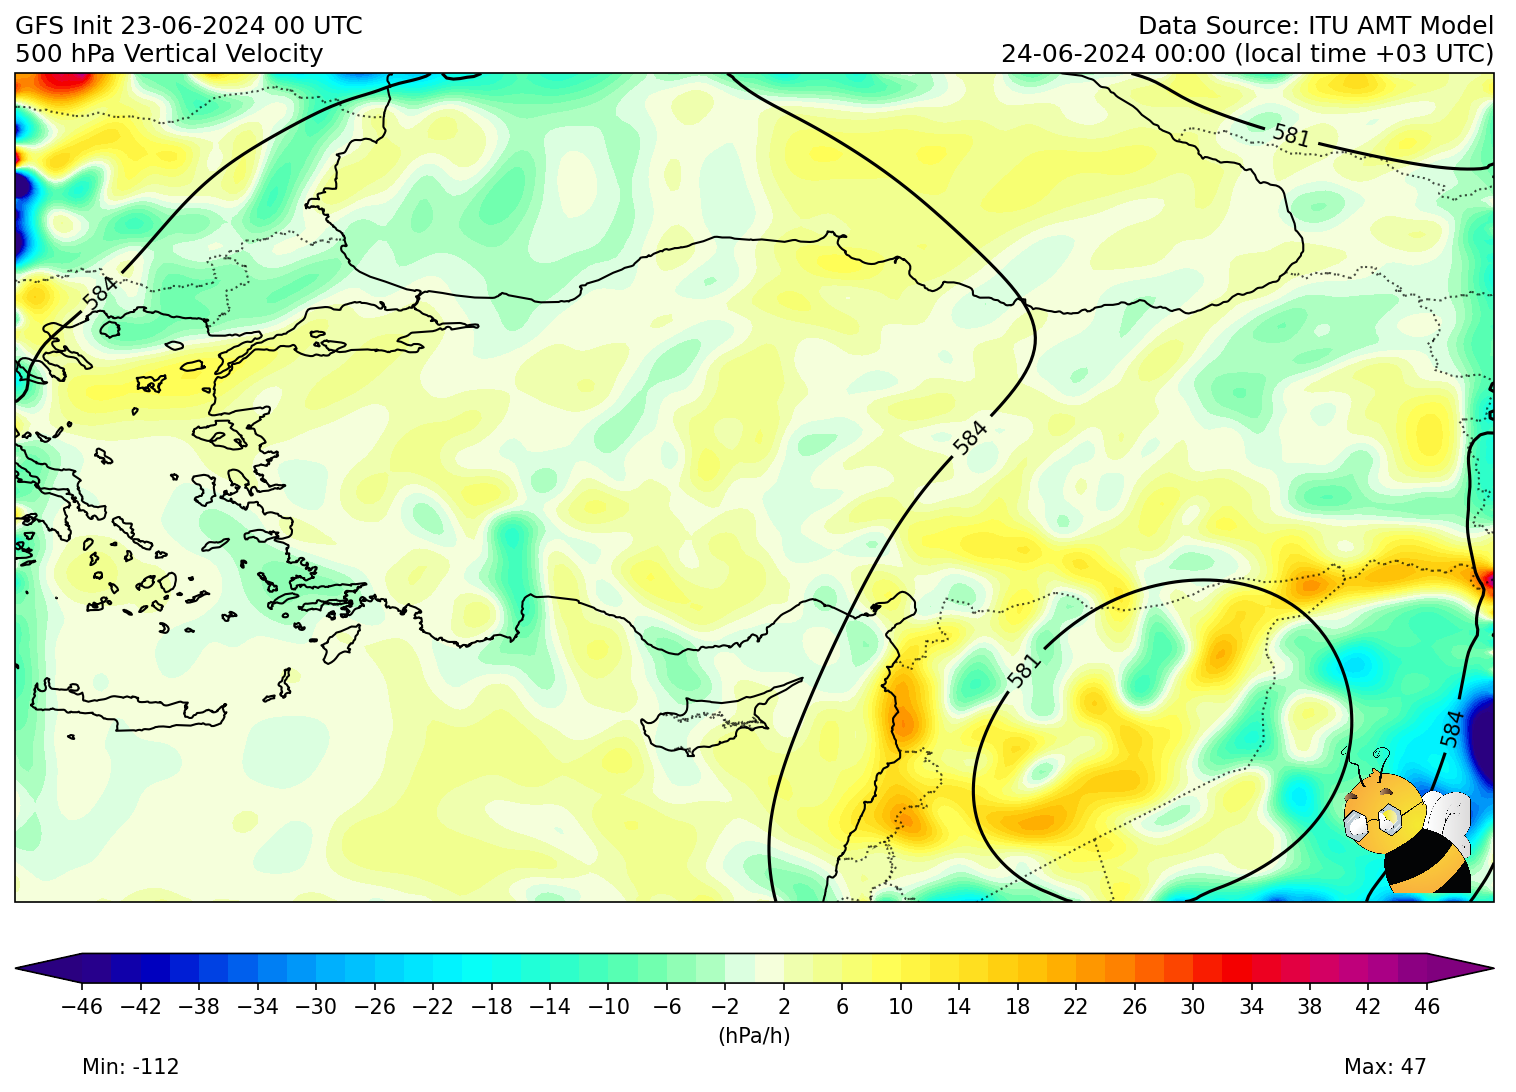 GFS Init 23-06-2024 00 UTC
500 hPa Vertical Velocity
Data Source: ITU AMT Model
24-06-2024 00:00 (local time +03 UTC)
581
584
584
581
584
−46 −42 −38 −34 −30 −26 −22 −18 −14 −10 −6 −2 2 6 10 14 18 22 26 30 34 38 42 46
(hPa/h)
Min: -112
Max: 47